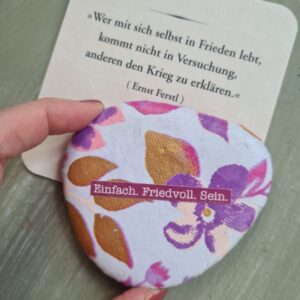 »Wer mit sich selbst in Frieden lebt,
kommt nicht in Versuchung,
anderen den Krieg zu erklären.«
( Ernst Ferstl )
Einfach. Friedvoll. Sein.